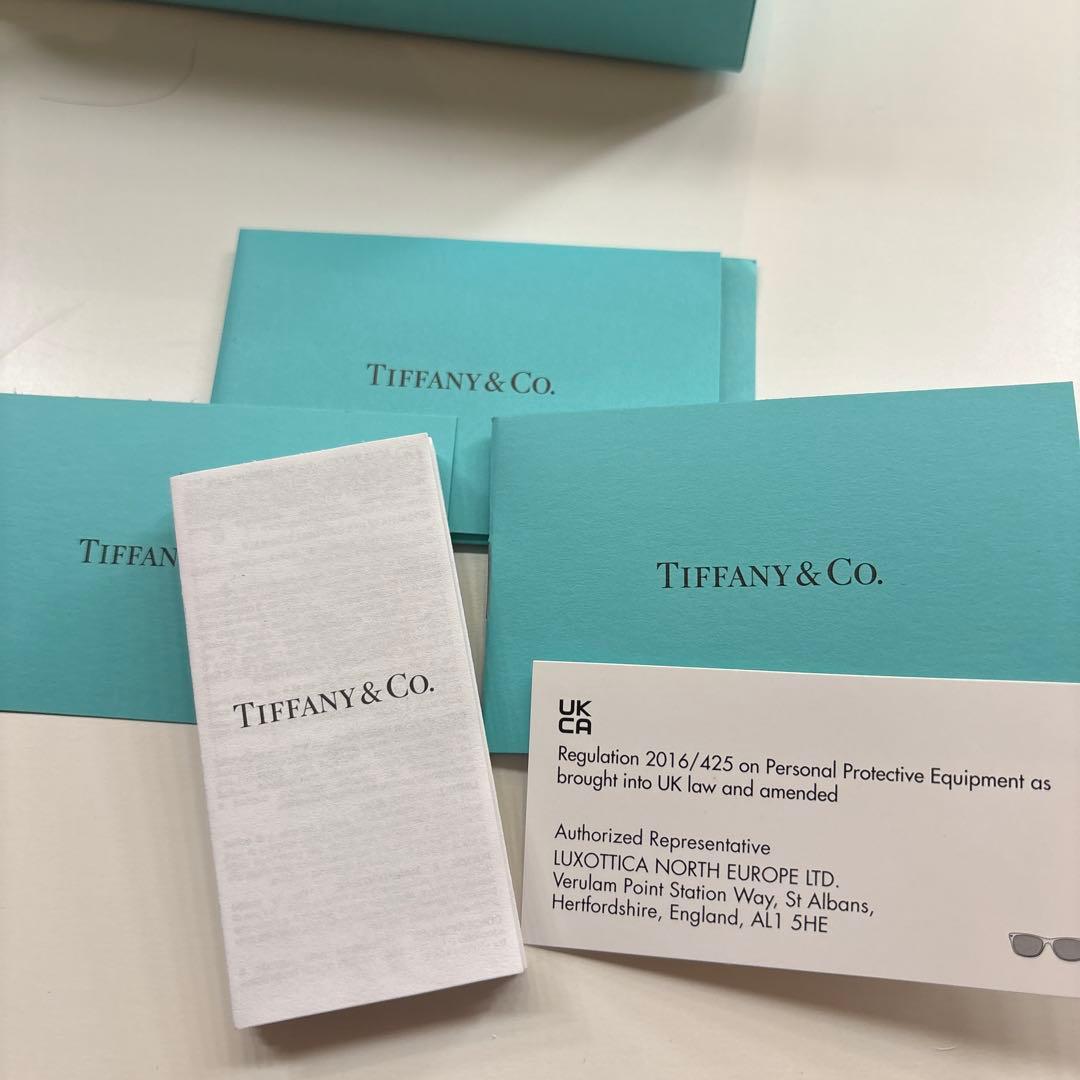 TIFFANY & CO.
TIFFAN
TIFFANY & CO.
TIFFANY & CO.
UK
CA
Regulation 2016/425 on Personal Protective Equipment as
brought into UK law and amended
Authorized Representative
LUXOTTICA NORTH EUROPE LTD.
Verulam Point Station Way, St Albans,
Hertfordshire, England, AL1 5HE